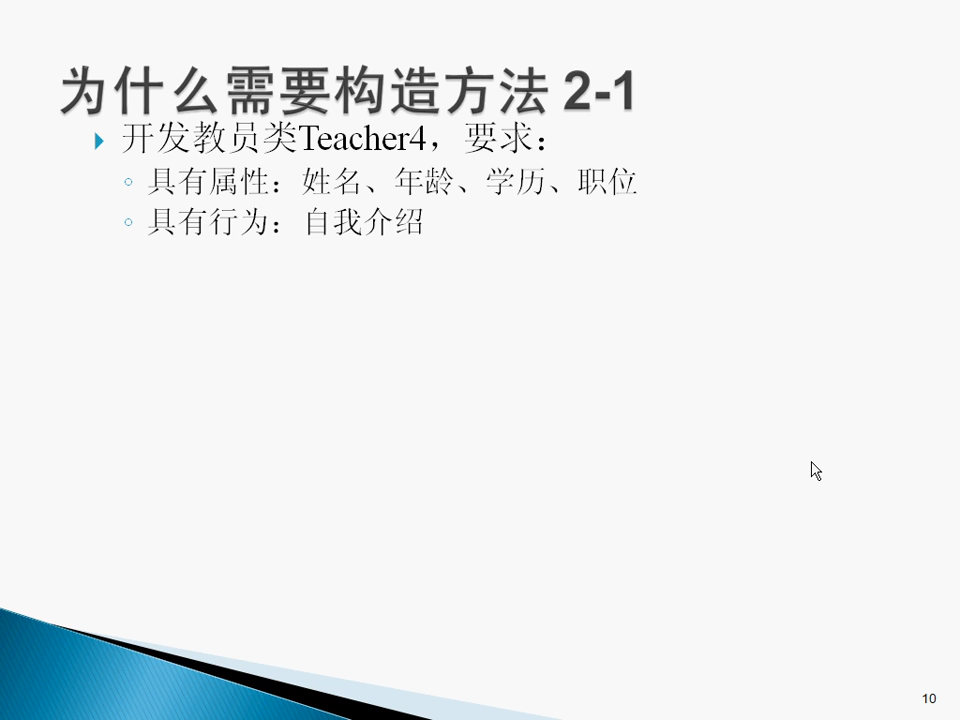 为什么需要构造方法 2-1
开发教员类Teacher4，要求：
具有属性：姓名、年龄、学历、职位
具有行为：自我介绍
10